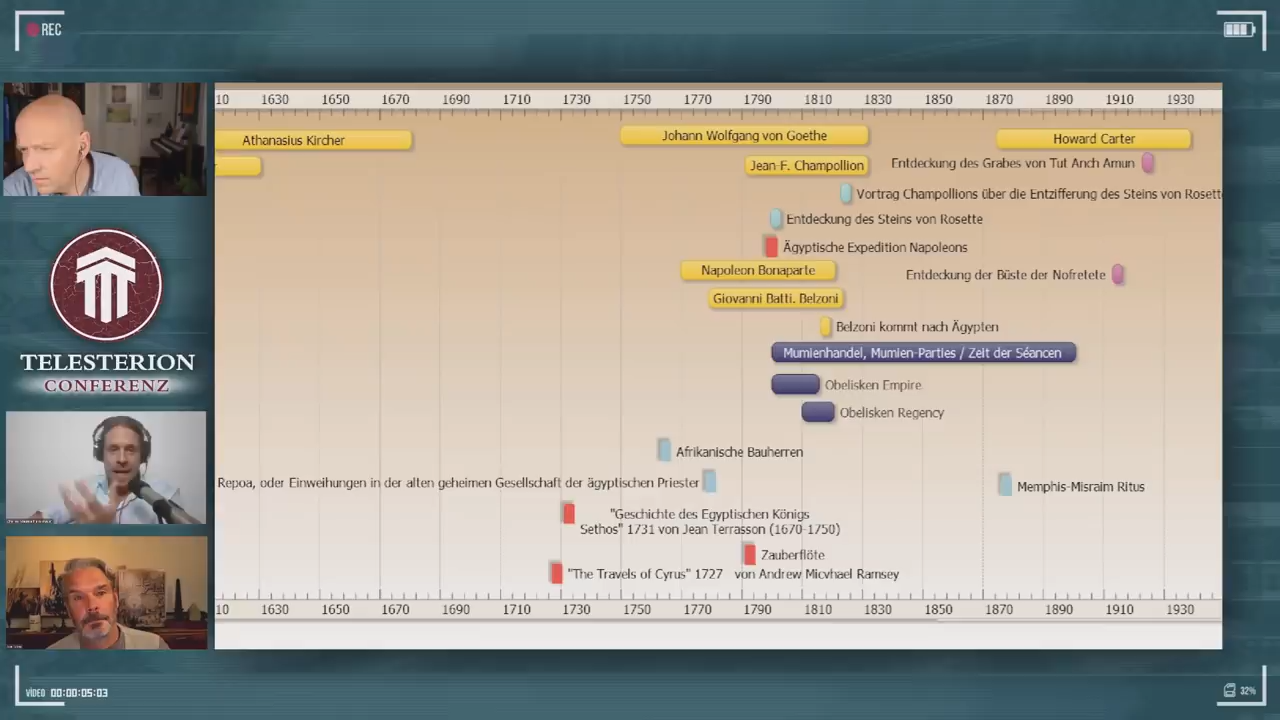 REC
10 1630 1650 1670 1690 1710 1730 1750 1770 1790 1810 1830 1850 1870 1890 1910 1930
Athanasius Kircher
Johann Wolfgang von Goethe
Howard Carter
Jean-F. Champollion
Entdeckung des Grabes von Tut Anch Amun
Vortrag Champollions über die Entzifferung des Steins von Rosett
Entdeckung des Steins von Rosette
Ägyptische Expedition Napoleons
Napoleon Bonaparte
Entdeckung der Büste der Nofretete
Giovanni Batti. Belzoni
Belzoni kommt nach Ägypten
Mumienhandel, Mumien-Parties / Zeit der Séancen
Obelisken Empire
Obelisken Regency
Afrikanische Bauherren
Repoa, oder Einweihungen in der alten geheimen Gesellschaft der ägyptischen Priester
Memphis-Misraim Ritus
"Geschichte des Egyptischen Königs
Sethos" 1731 von Jean Terrasson (1670-1750)
Zauberflöte
"The Travels of Cyrus" 1727 von Andrew Micvhael Ramsey
10 1630 1650 1670 1690 1710 1730 1750 1770 1790 1810 1830 1850 1870 1890 1910 1930
TELESTERION
CONFERENZ
VÍDEO 00:00:05:03
32%